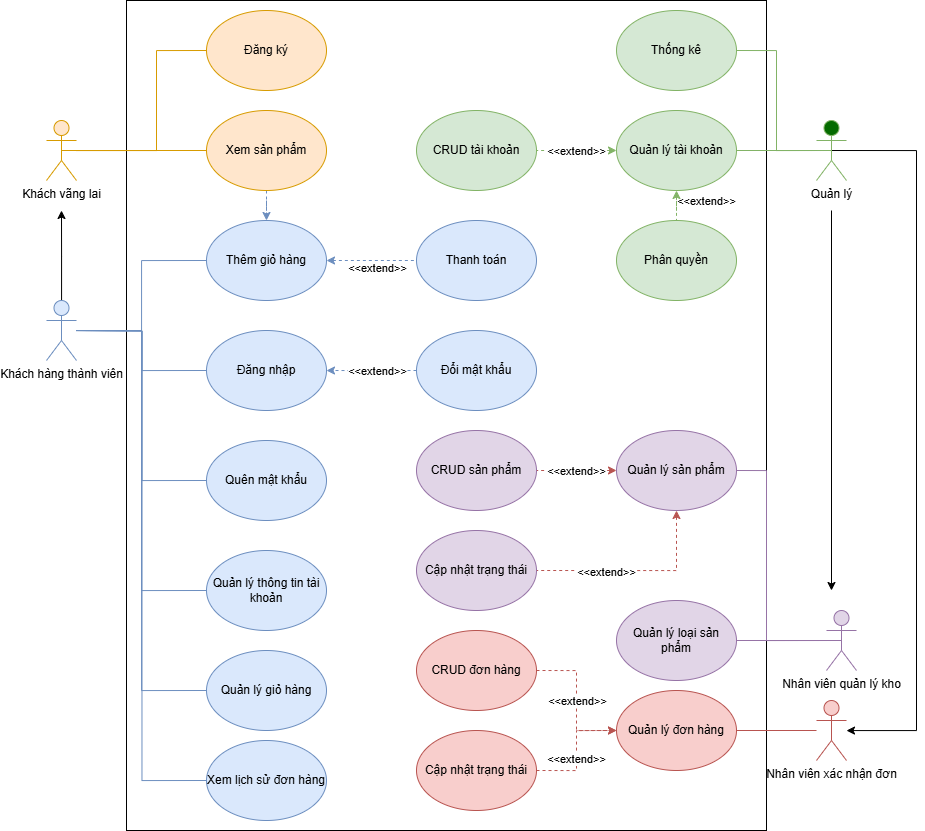 Đăng ký
Thống kê
Xem sản phẩm
CRUD tài khoản
<<extend>>
Quản lý tài khoản
Khách vãng lai
Quản lý
<<extend>>
Thêm giỏ hàng
<<extend>>
Thanh toán
Phân quyền
Khách hàng thành viên
Đăng nhập
<<extend>>
Đổi mật khẩu
Quên mật khẩu
CRUD sản phẩm
<<extend>>
Quản lý sản phẩm
Quản lý thông tin tài
khoản
Cập nhật trạng thái
<<extend>>
Quản lý loại sản
phẩm
Nhân viên quản lý kho
Quản lý giỏ hàng
CRUD đơn hàng
<<extend>>
Quản lý đơn hàng
Xem lịch sử đơn hàng
Cập nhật trạng thái
<<extend>>
Nhân viên xác nhận đơn